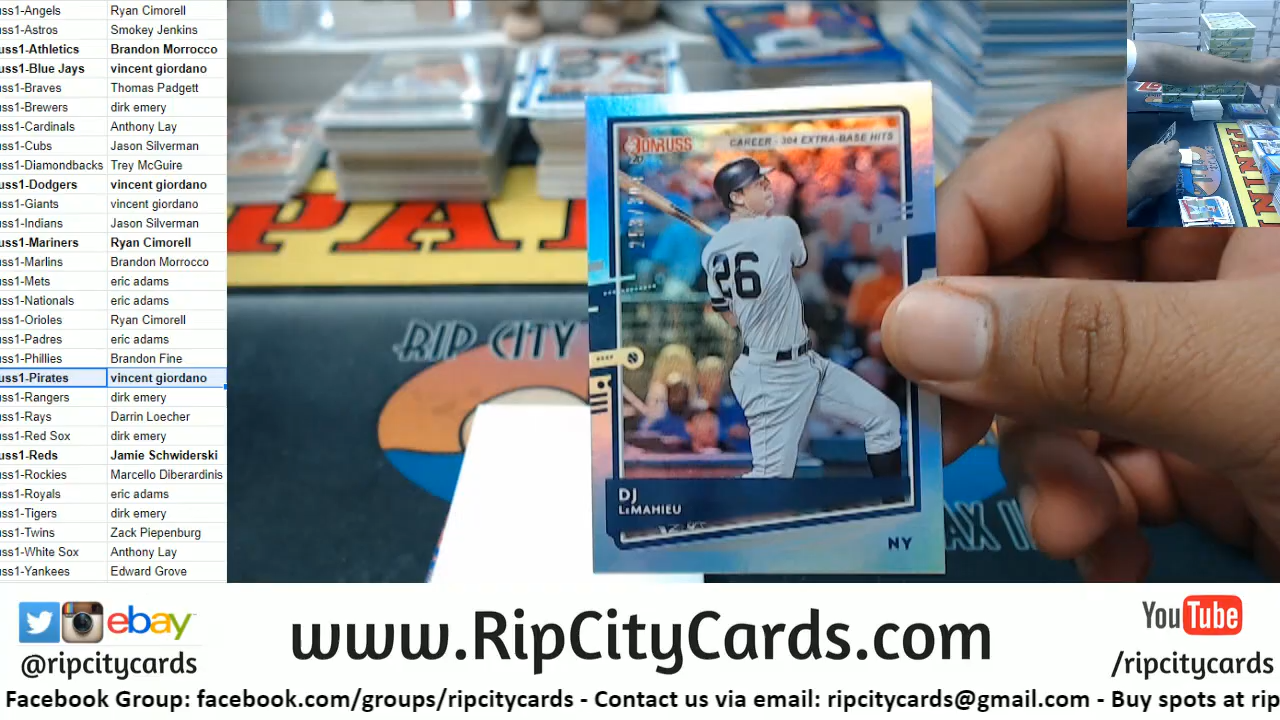 uss1-Angels Ryan Cimorell
uss1-Astros Smokey Jenkins
uss1-Athletics Brandon Morrocco
uss1-Blue Jays vincent giordano
uss1-Braves Thomas Padgett
uss1-Brewers dirk emery
uss1-Cardinals Anthony Lay
uss1-Cubs Jason Silverman
uss1-Diamondbacks Trey McGuire
uss1-Dodgers vincent giordano
uss1-Giants vincent giordano
uss1-Indians Jason Silverman
uss1-Mariners Ryan Cimorell
uss1-Marlins Brandon Morrocco
uss1-Mets eric adams
uss1-Nationals eric adams
uss1-Orioles Ryan Cimorell
uss1-Padres eric adams
uss1-Phillies Brandon Fine
uss1-Pirates vincent giordano
uss1-Rangers dirk emery
uss1-Rays Darrin Loecher
uss1-Red Sox dirk emery
uss1-Reds Jamie Schwiderski
uss1-Rockies Marcello Diberardinis
uss1-Royals eric adams
uss1-Tigers dirk emery
uss1-Twins Zack Piepenburg
uss1-White Sox Anthony Lay
uss1-Yankees Edward Grove
DONRUSS
20
CAREER - 304 EXTRA-BASE HITS
26
DJ
LeMAHIEU
NY
PANI
RIP CITY
PANINI
ebay
@ripcitycards
www.RipCityCards.com
YouTube
/ripcitycards
Facebook Group: facebook.com/groups/ripcitycards - Contact us via email: ripcitycards@gmail.com - Buy spots at rip